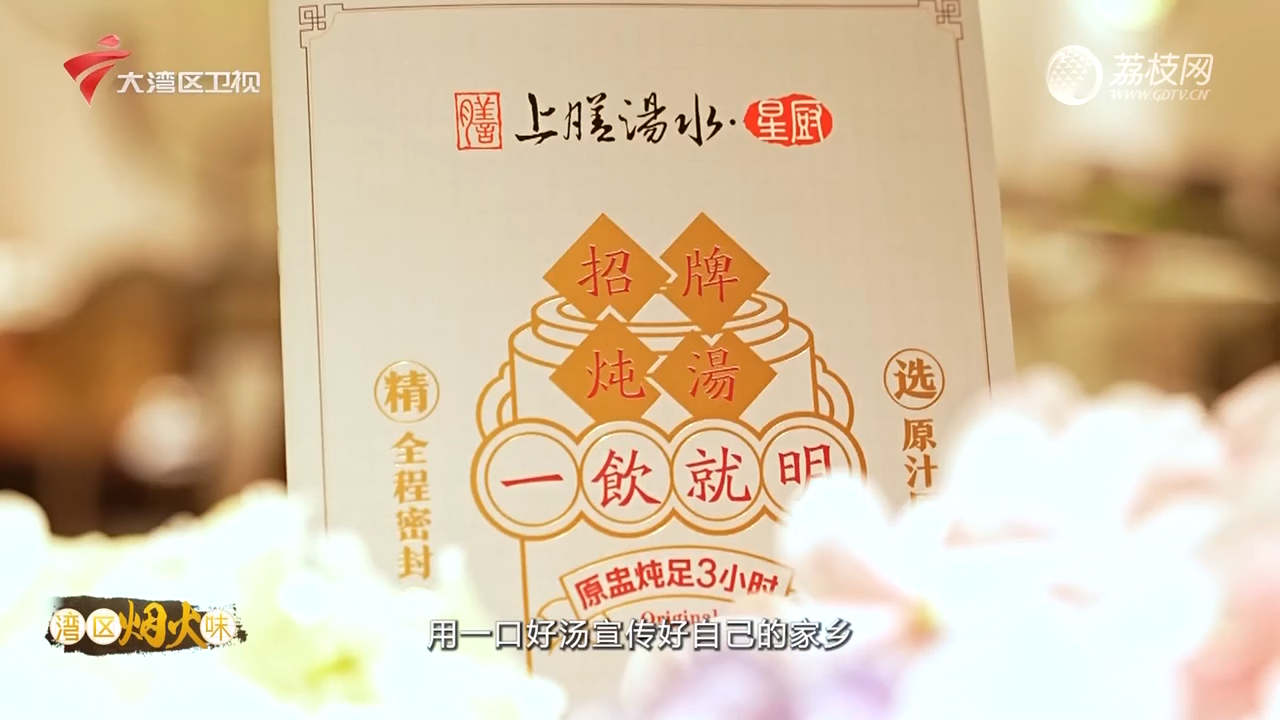 大湾区卫视
荔枝网
WWW.GDTV.CN
膳 上膳湯水·星厨
招牌
炖湯
一飲就明
精
全程密封
选
原汁
原盅炖足3小时
Original
用一口好汤宣传好自己的家乡
湾区烟火味